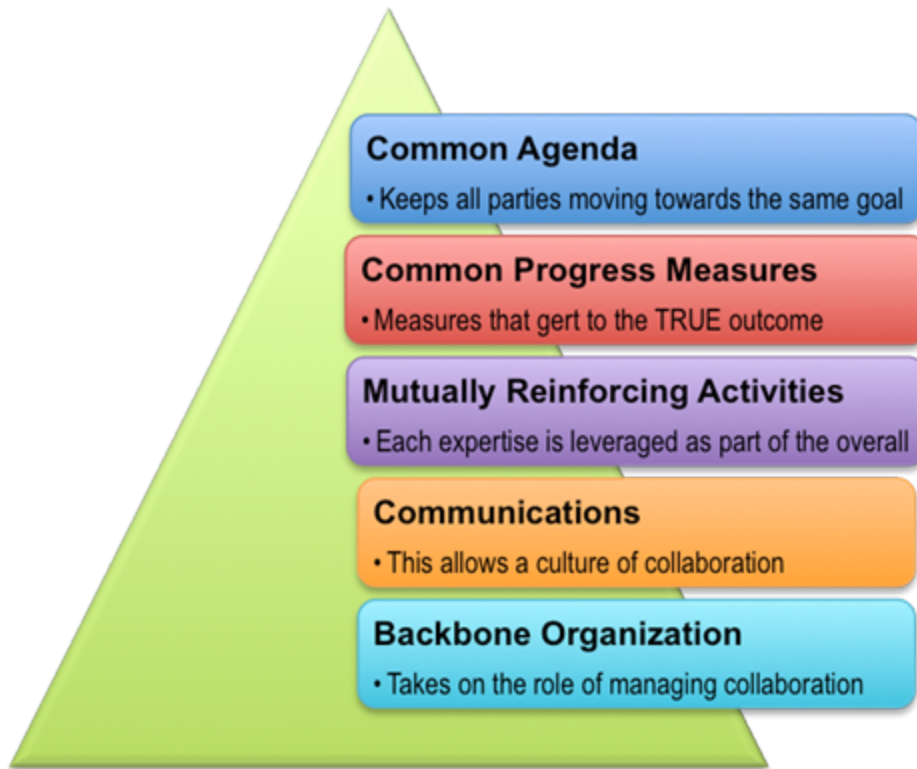 Common Agenda
• Keeps all parties moving towards the same goal
Common Progress Measures
• Measures that gert to the TRUE outcome
Mutually Reinforcing Activities
• Each expertise is leveraged as part of the overall
Communications
• This allows a culture of collaboration
Backbone Organization
• Takes on the role of managing collaboration